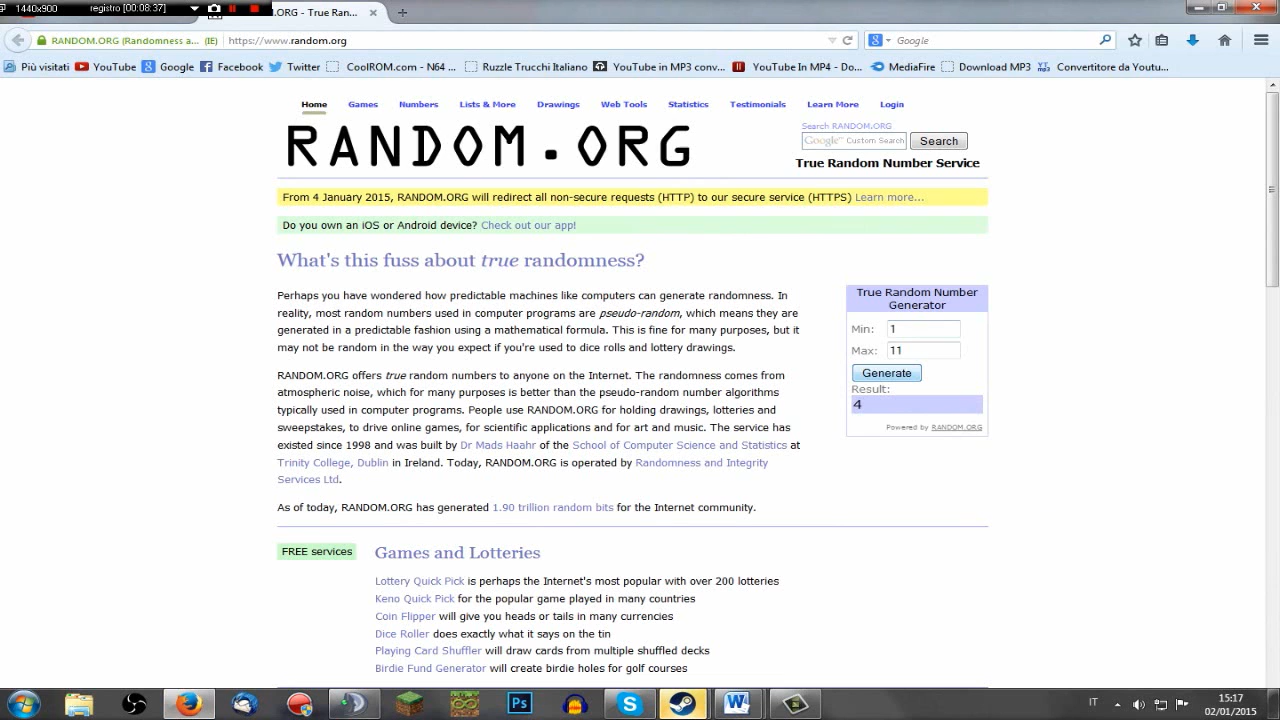 1440x900 registro [00:08:37] .ORG - True Ran...
RANDOM.ORG (Randomness a... (IE) https://www.random.org Google
Più visitati YouTube Google Facebook Twitter CoolROM.com - N64 ... Ruzzle Trucchi Italiano YouTube in MP3 conv... YouTube In MP4 - Do... MediaFire Download MP3 Convertitore da Youtu...
Home Games Numbers Lists & More Drawings Web Tools Statistics Testimonials Learn More Login
RANDOM.ORG
Search RANDOM.ORG
Google™ Custom Search Search
True Random Number Service
From 4 January 2015, RANDOM.ORG will redirect all non-secure requests (HTTP) to our secure service (HTTPS) Learn more...
Do you own an iOS or Android device? Check out our app!
What's this fuss about true randomness?
Perhaps you have wondered how predictable machines like computers can generate randomness. In
reality, most random numbers used in computer programs are pseudo-random, which means they are
generated in a predictable fashion using a mathematical formula. This is fine for many purposes, but it
may not be random in the way you expect if you're used to dice rolls and lottery drawings.
RANDOM.ORG offers true random numbers to anyone on the Internet. The randomness comes from
atmospheric noise, which for many purposes is better than the pseudo-random number algorithms
typically used in computer programs. People use RANDOM.ORG for holding drawings, lotteries and
sweepstakes, to drive online games, for scientific applications and for art and music. The service has
existed since 1998 and was built by Dr Mads Haahr of the School of Computer Science and Statistics at
Trinity College, Dublin in Ireland. Today, RANDOM.ORG is operated by Randomness and Integrity
Services Ltd.
As of today, RANDOM.ORG has generated 1.90 trillion random bits for the Internet community.
True Random Number
Generator
Min: 1
Max: 11
Generate
Result:
4
Powered by RANDOM.ORG
FREE services
Games and Lotteries
Lottery Quick Pick is perhaps the Internet's most popular with over 200 lotteries
Keno Quick Pick for the popular game played in many countries
Coin Flipper will give you heads or tails in many currencies
Dice Roller does exactly what it says on the tin
Playing Card Shuffler will draw cards from multiple shuffled decks
Birdie Fund Generator will create birdie holes for golf courses
Ps
IT
15:17
02/01/2015